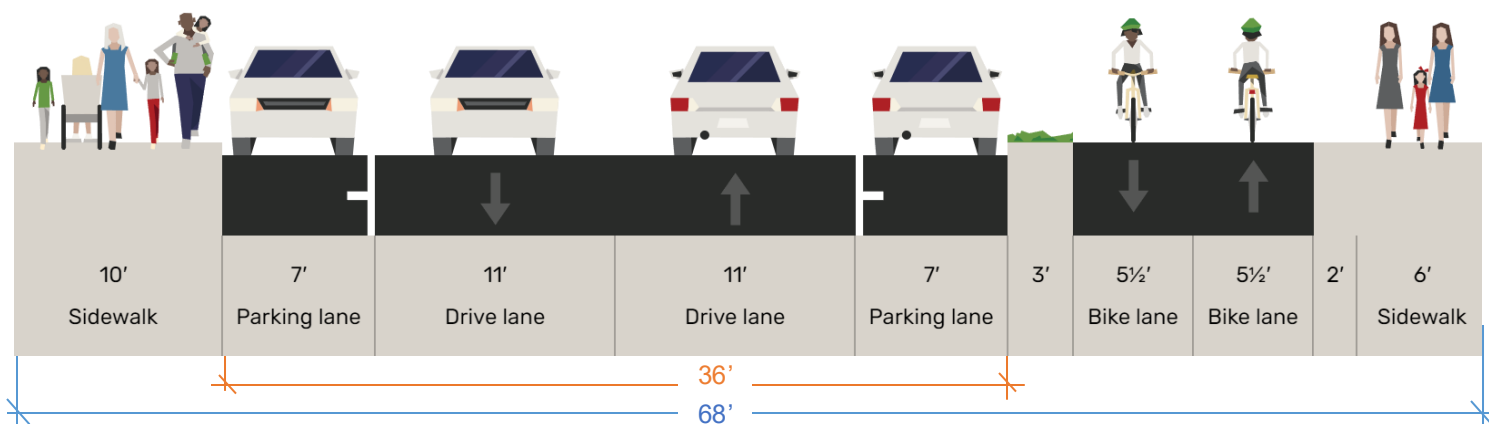 10′ 7′ 11′ 11′ 7′ 3′ 5½′ 5½′ 2′ 6′
Sidewalk Parking lane Drive lane Drive lane Parking lane Bike lane Bike lane Sidewalk
36’
68’